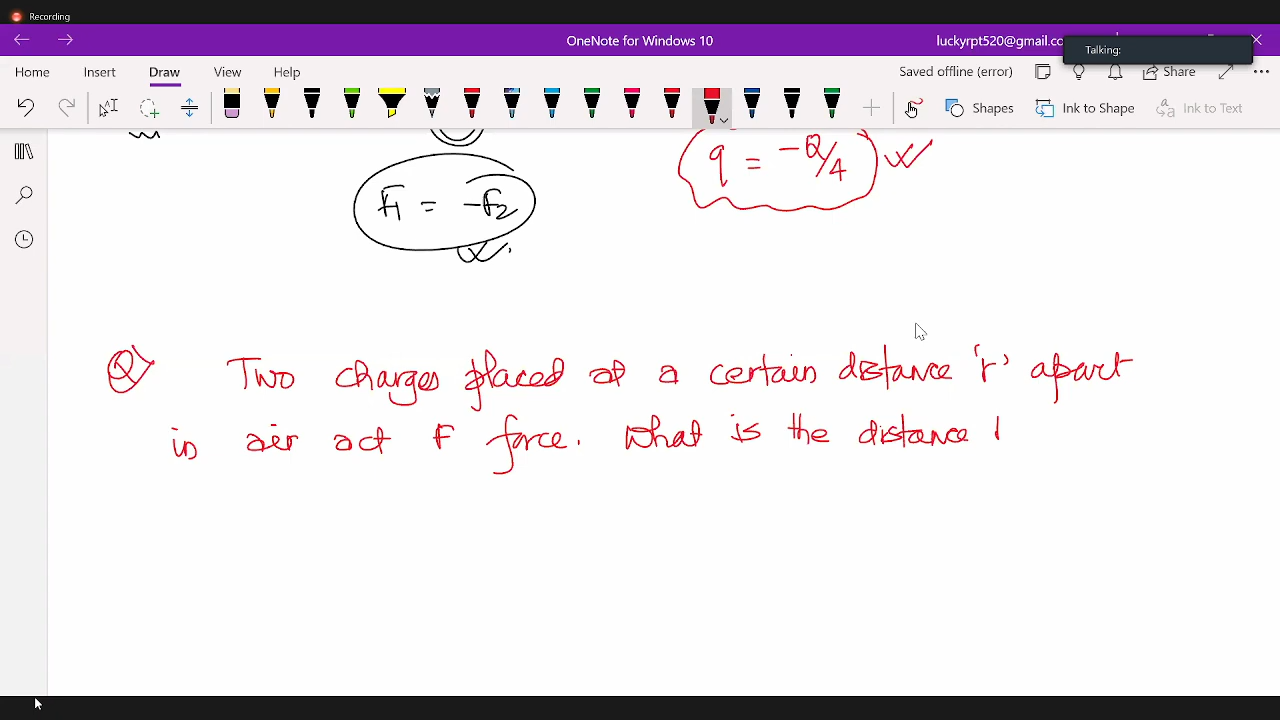 Recording
OneNote for Windows 10
luckyrpt520@gmail.co
Talking:
Home Insert Draw View Help
Saved offline (error)
Share
Shapes
Ink to Shape
Ink to Text
q = -Q/4
F1 = -F2
Q Two charges placed at a certain distance 'r' apart
in air act F force. What is the distance